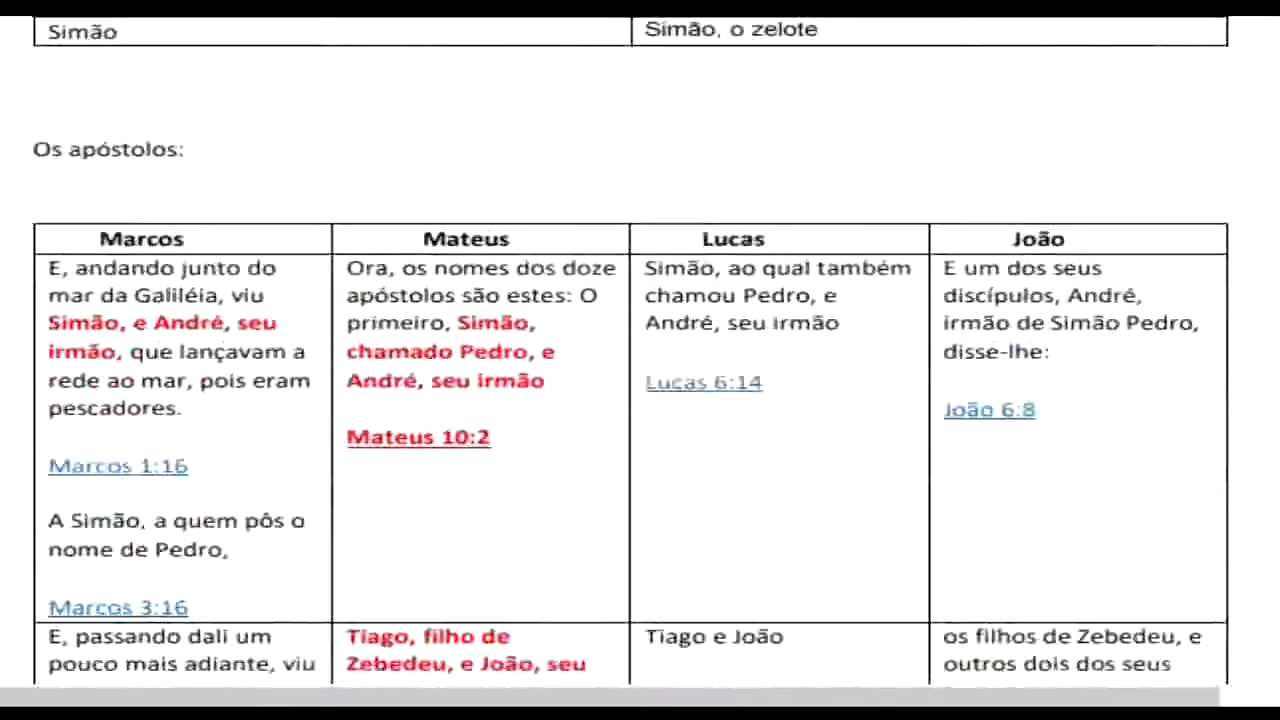 Simão
Simão, o zelote
Os apóstolos:
Marcos
Mateus
Lucas
João
E, andando junto do
mar da Galiléia, viu
Simão, e André, seu
irmão, que lançavam a
rede ao mar, pois eram
pescadores.
Marcos 1:16
A Simão, a quem pôs o
nome de Pedro,
Marcos 3:16
Ora, os nomes dos doze
apóstolos são estes: O
primeiro, Simão,
chamado Pedro, e
André, seu irmão
Mateus 10:2
Simão, ao qual também
chamou Pedro, e
André, seu irmão
Lucas 6:14
E um dos seus
discípulos, André,
irmão de Simão Pedro,
disse-lhe:
João 6:8
E, passando dali um
pouco mais adiante, viu
Tiago, filho de
Zebedeu, e João, seu
Tiago e João
os filhos de Zebedeu, e
outros dois dos seus